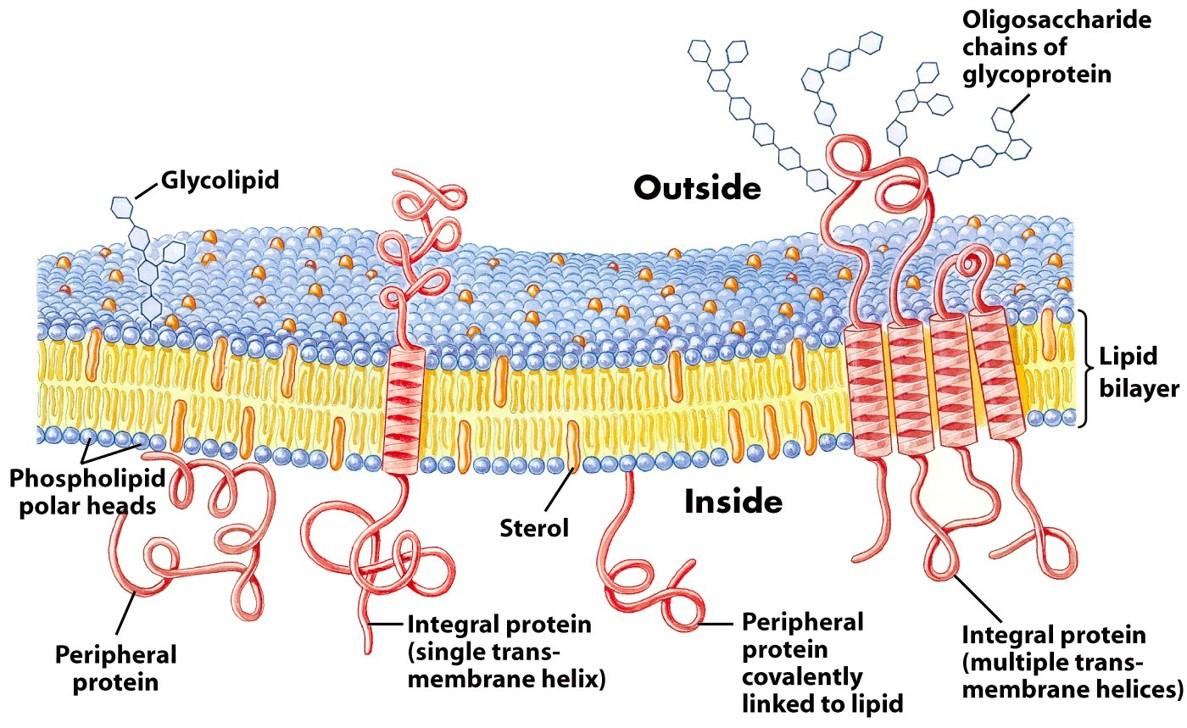 Oligosaccharide
chains of
glycoprotein
Glycolipid
Outside
Lipid
bilayer
Phospholipid
polar heads
Sterol
Inside
Peripheral
protein
Integral protein
(single trans-
membrane helix)
Peripheral
protein
covalently
linked to lipid
Integral protein
(multiple trans-
membrane helices)